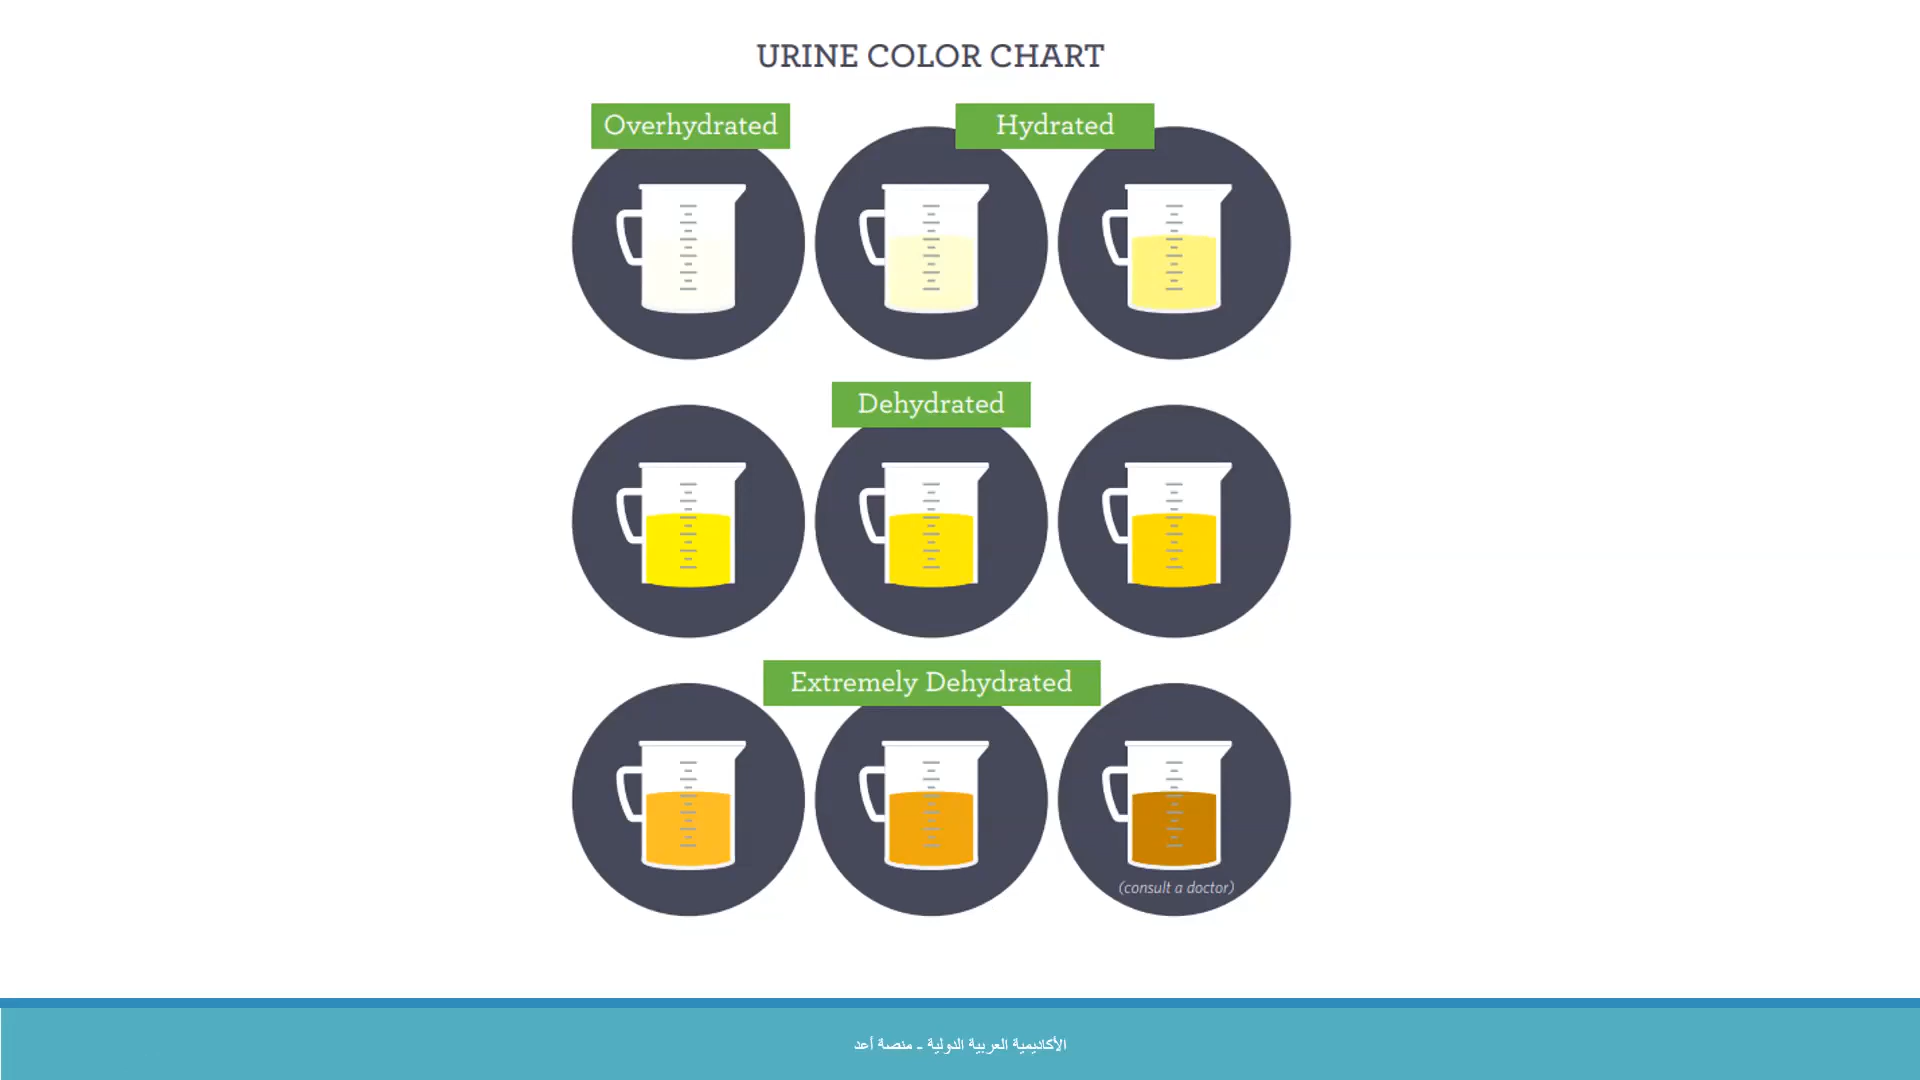 URINE COLOR CHART
Overhydrated
Hydrated
Dehydrated
Extremely Dehydrated
(consult a doctor)
الأكاديمية العربية الدولية - منصة أعد